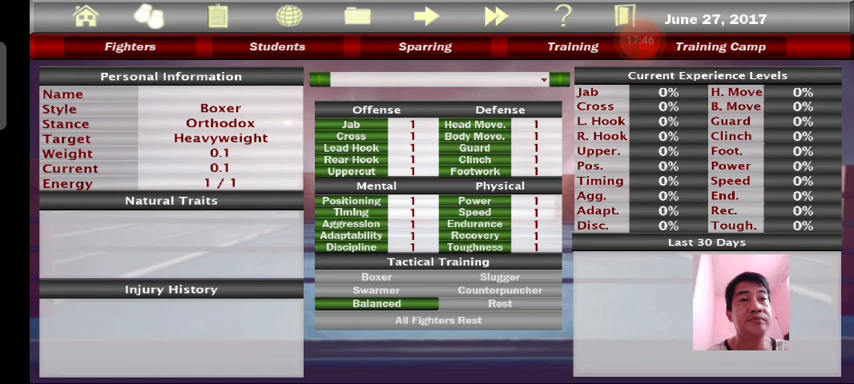 June 27, 2017
17:46
Fighters Students Sparring Training Training Camp
Personal Information
Name
Style Boxer
Stance Orthodox
Target Heavyweight
Weight 0.1
Current 0.1
Energy 1 / 1
Natural Traits
Injury History
Offense Defense
Jab 1 Head Move. 1
Cross 1 Body Move. 1
Lead Hook 1 Guard 1
Rear Hook 1 Clinch 1
Uppercut 1 Footwork 1
Mental Physical
Positioning 1 Power 1
Timing 1 Speed 1
Aggression 1 Endurance 1
Adaptability 1 Recovery 1
Discipline 1 Toughness 1
Tactical Training
Boxer Slugger
Swarmer Counterpuncher
Balanced Rest
All Fighters Rest
Current Experience Levels
Jab 0% H. Move 0%
Cross 0% B. Move 0%
L. Hook 0% Guard 0%
R. Hook 0% Clinch 0%
Upper. 0% Foot. 0%
Pos. 0% Power 0%
Timing 0% Speed 0%
Agg. 0% End. 0%
Adapt. 0% Rec. 0%
Disc. 0% Tough. 0%
Last 30 Days